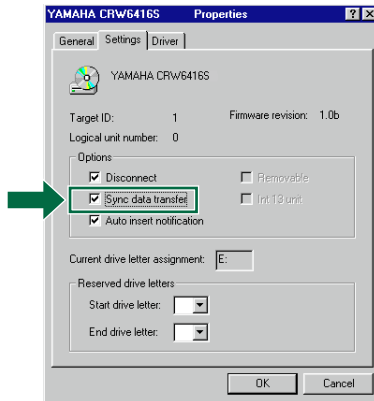 YAMAHA CRW6416S Properties
General Settings Driver
YAMAHA CRW6416S
Target ID: 1 Firmware revision: 1.0b
Logical unit number: 0
Options
Disconnect Removable
Sync data transfer Int 13 unit
Auto insert notification
Current drive letter assignment: E:
Reserved drive letters
Start drive letter:
End drive letter:
OK Cancel